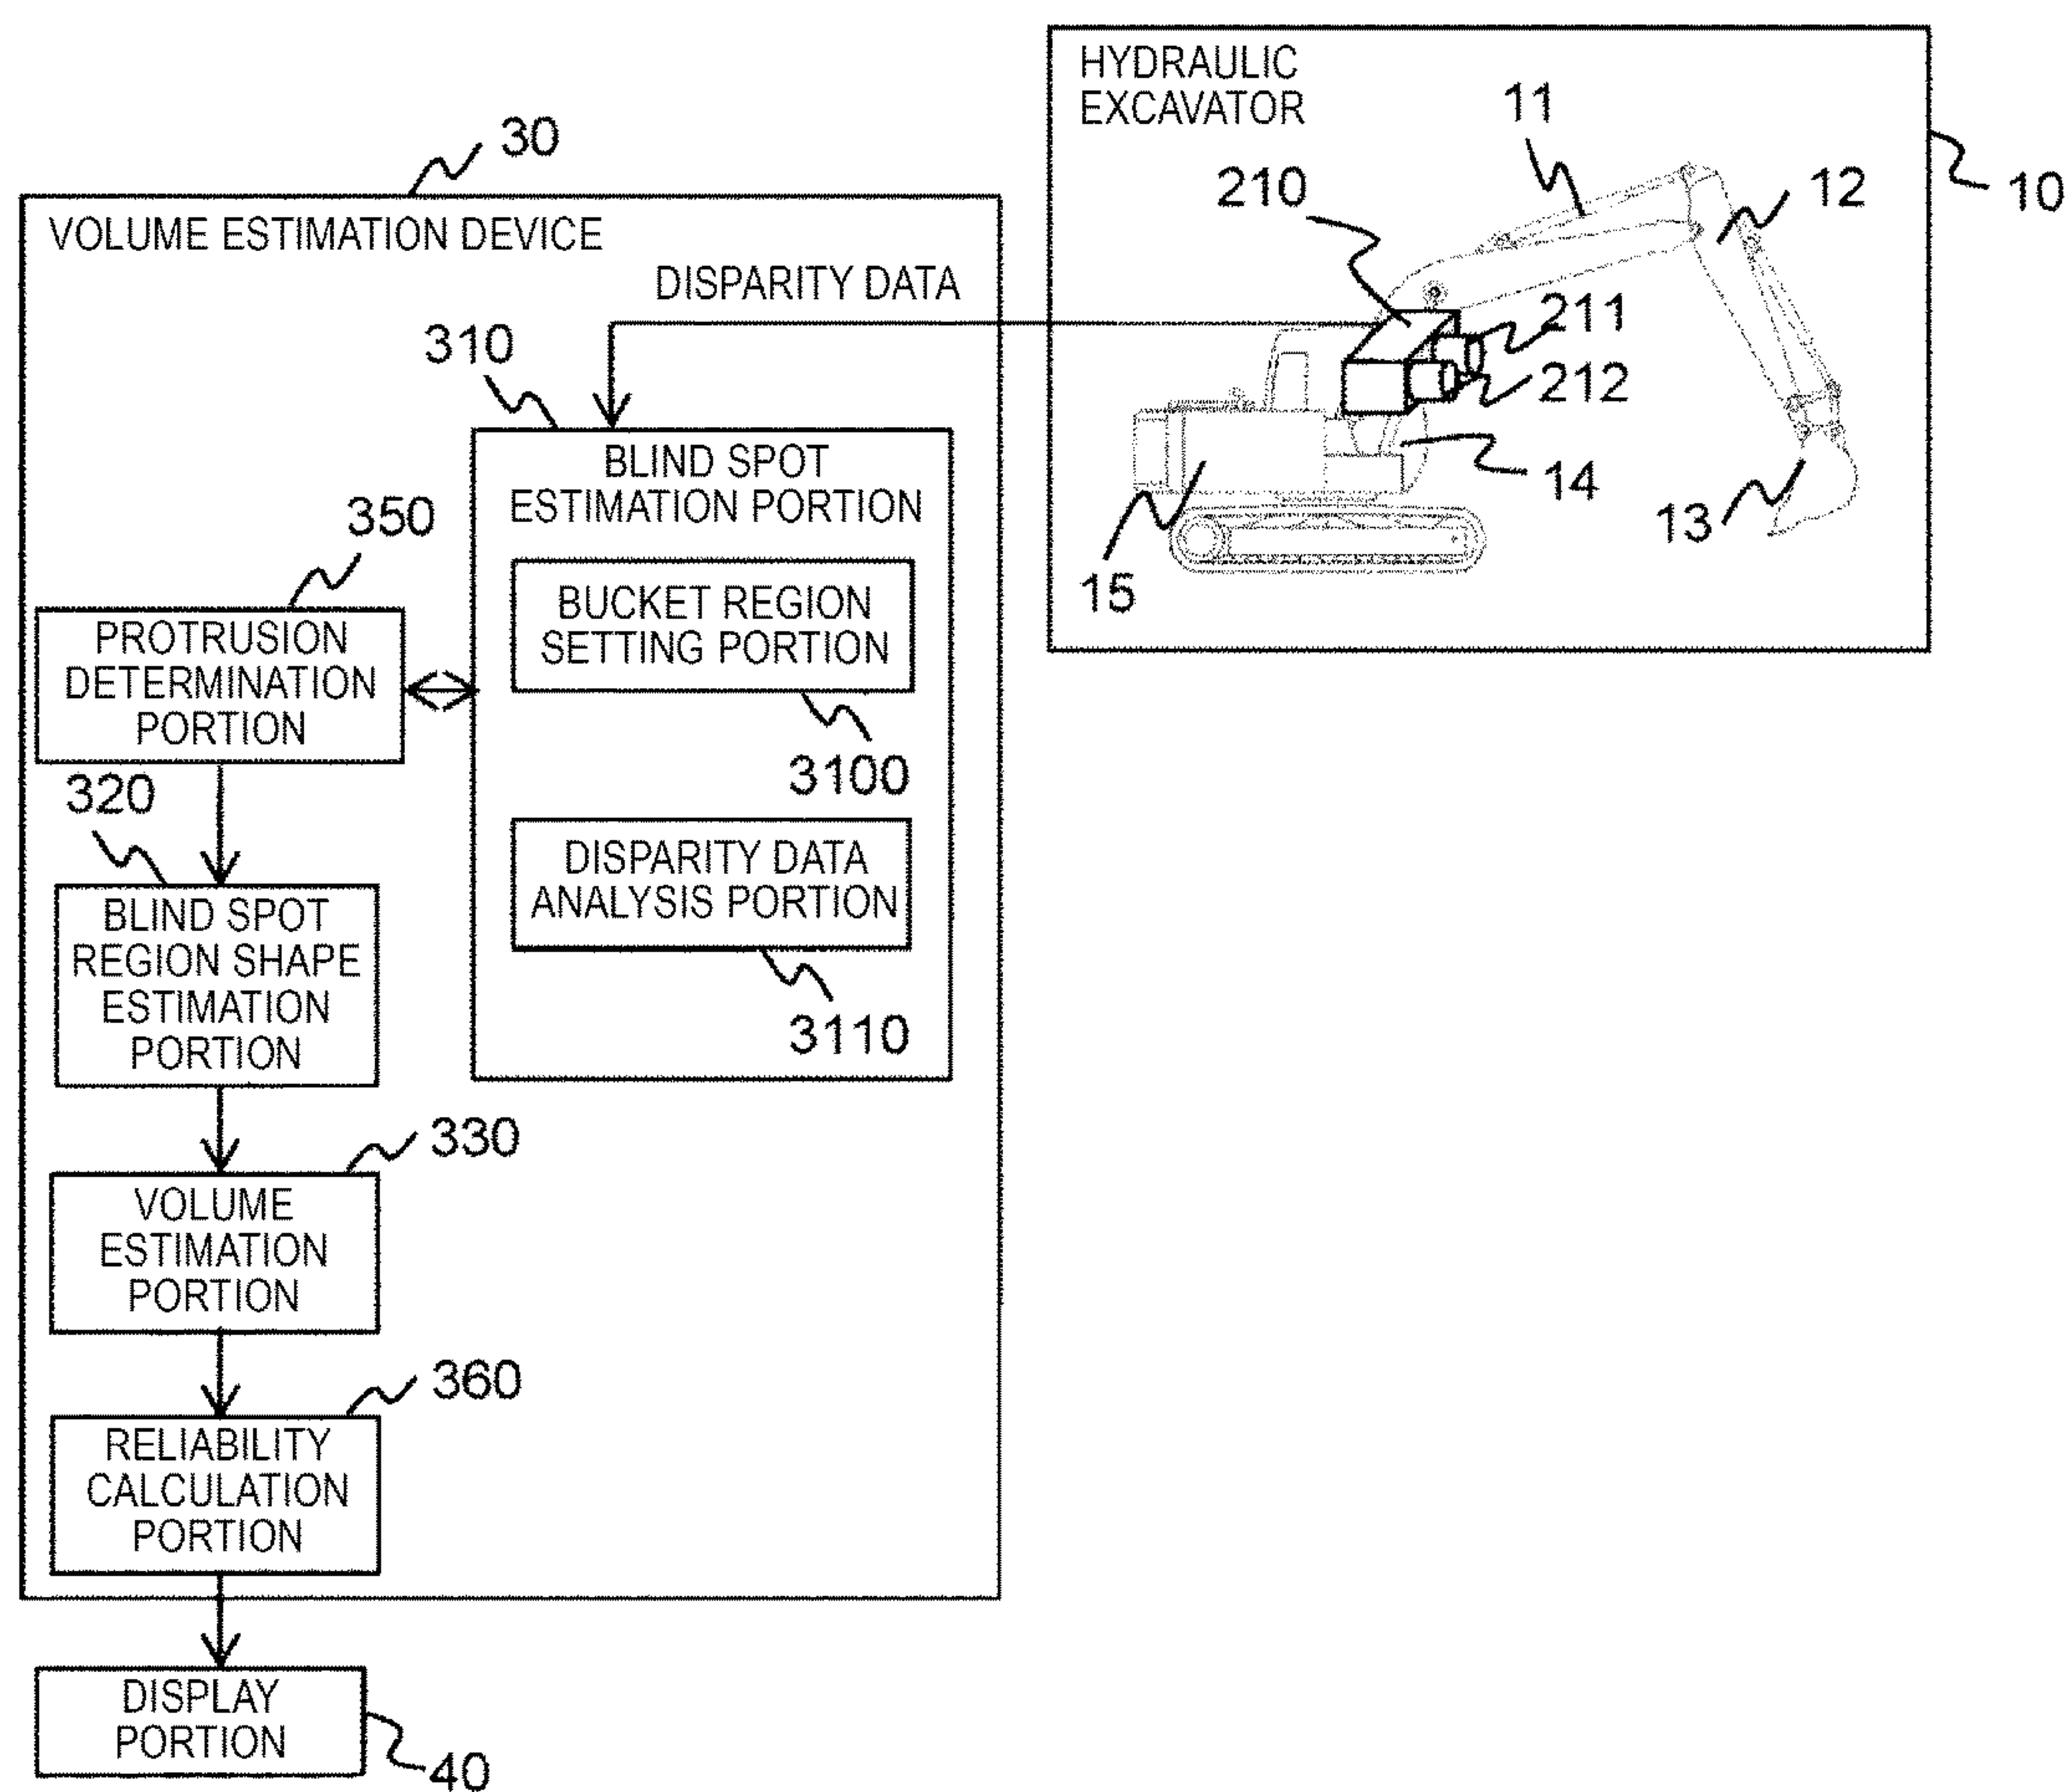 HYDRAULIC
EXCAVATOR
11
12
10
210
211
212
14
13
15
30
VOLUME ESTIMATION DEVICE
DISPARITY DATA
310
BLIND SPOT
ESTIMATION PORTION
BUCKET REGION
SETTING PORTION
3100
DISPARITY DATA
ANALYSIS PORTION
3110
350
PROTRUSION
DETERMINATION
PORTION
320
BLIND SPOT
REGION SHAPE
ESTIMATION
PORTION
330
VOLUME
ESTIMATION
PORTION
360
RELIABILITY
CALCULATION
PORTION
DISPLAY
PORTION
40